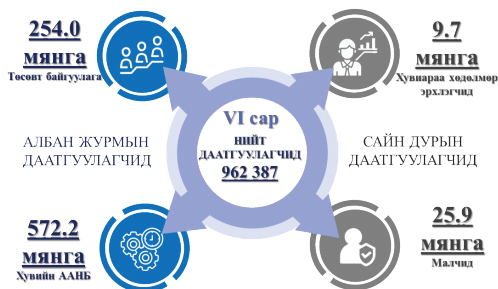 254.0
мянга
Төсөвт байгуулага
9.7
мянга
Хувиараа хөдөлмөр
эрхлэгчид
VI сар
НИЙТ
ДААТГУУЛАГЧИД
962 387
АЛБАН ЖУРМЫН
ДААТГУУЛАГЧИД
САЙН ДУРЫН
ДААТГУУЛАГЧИД
572.2
мянга
Хувийн ААНБ
25.9
мянга
Малчид